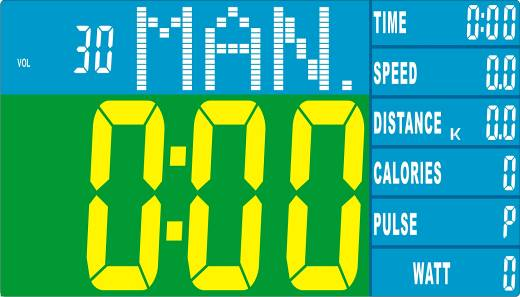 VOL 30 MAN.
0:00
TIME 0:00
SPEED 0.0
DISTANCE K 0.0
CALORIES 0
PULSE P
WATT 0